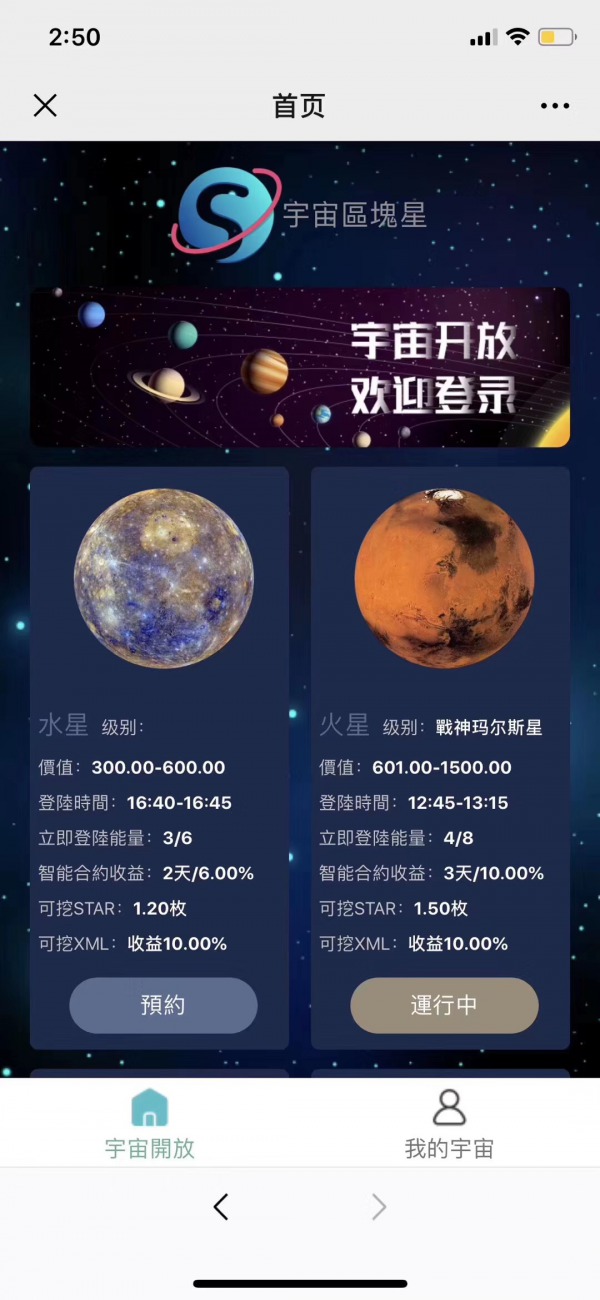 2:50
首页
宇宙區塊星
宇宙开放
欢迎登录
水星 级别：
價值：300.00-600.00
登陸時間：16:40-16:45
立即登陸能量：3/6
智能合約收益：2天/6.00%
可挖STAR：1.20枚
可挖XML：收益10.00%
預約
火星 级别：戰神玛尔斯星
價值：601.00-1500.00
登陸時間：12:45-13:15
立即登陸能量：4/8
智能合約收益：3天/10.00%
可挖STAR：1.50枚
可挖XML：收益10.00%
運行中
宇宙開放
我的宇宙